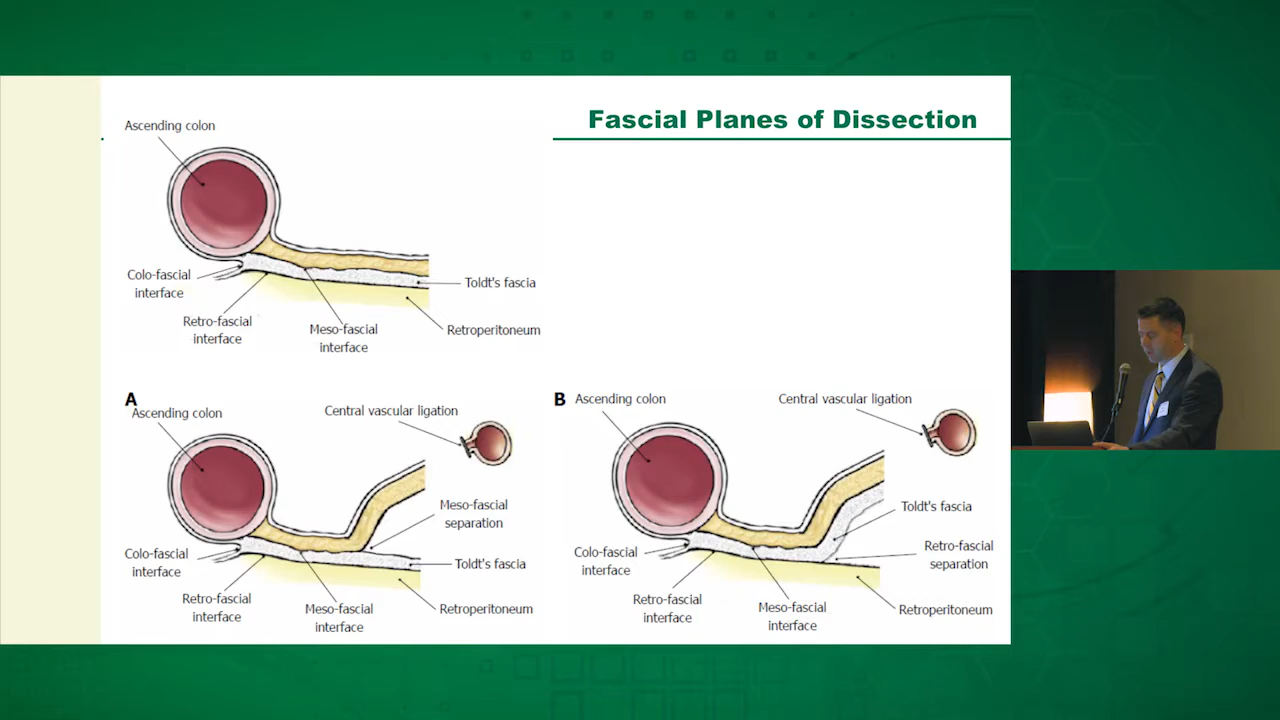 Fascial Planes of Dissection
Ascending colon
Colo-fascial
interface
Retro-fascial
interface
Meso-fascial
interface
Toldt's fascia
Retroperitoneum
A
Ascending colon
Central vascular ligation
Meso-fascial
separation
Colo-fascial
interface
Toldt's fascia
Retro-fascial
interface
Meso-fascial
interface
Retroperitoneum
B
Ascending colon
Central vascular ligation
Toldt's fascia
Retro-fascial
separation
Colo-fascial
interface
Retro-fascial
interface
Meso-fascial
interface
Retroperitoneum